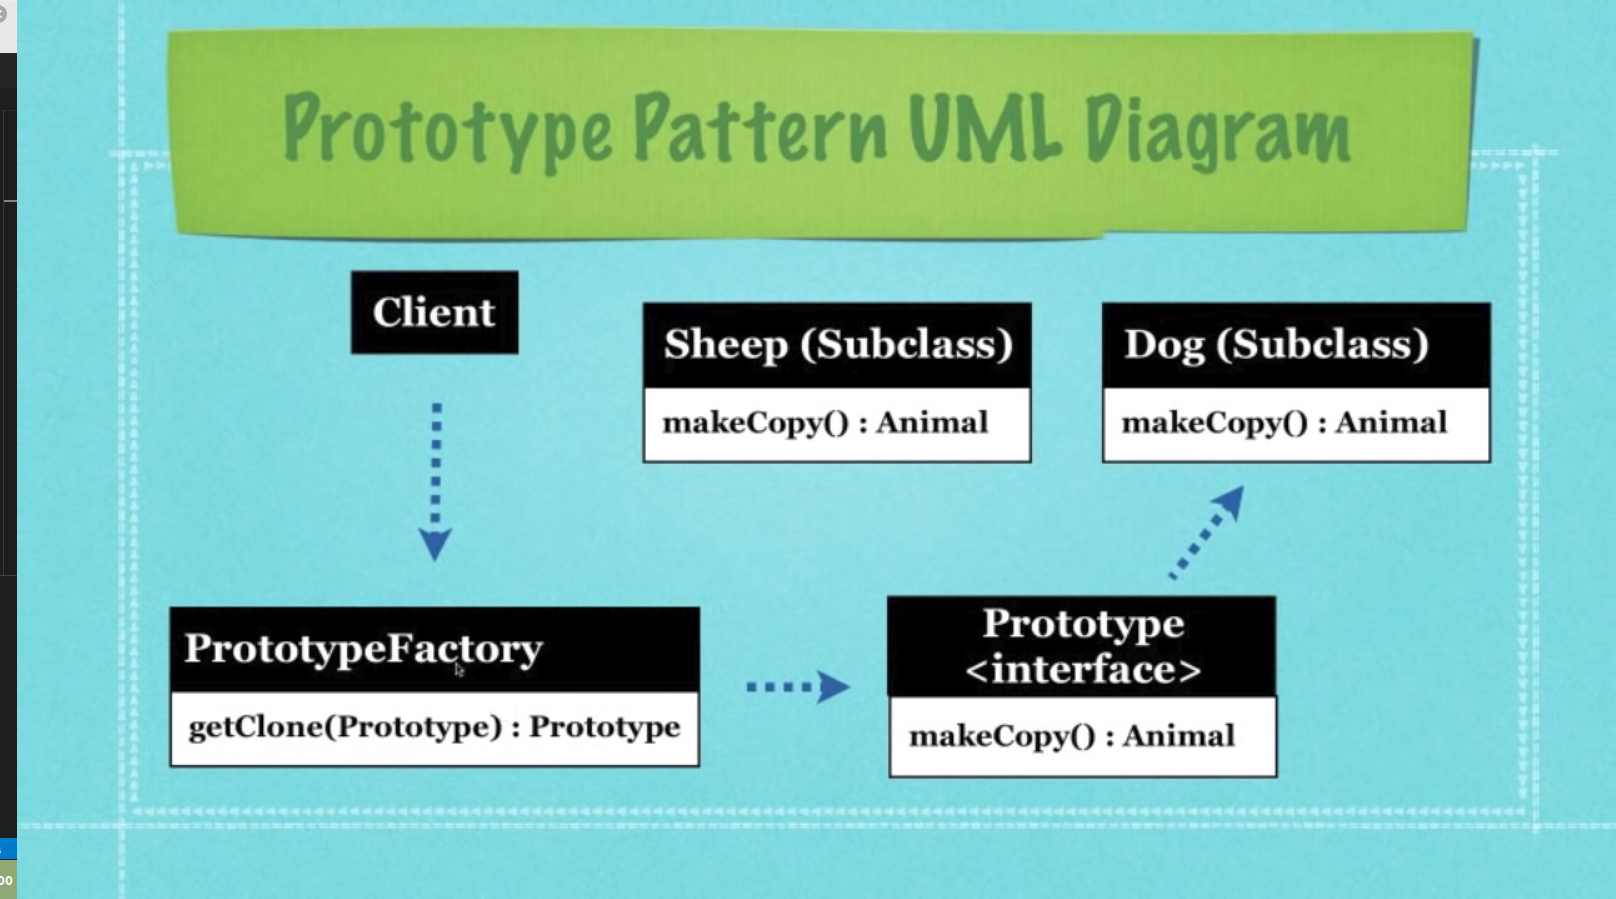 Prototype Pattern UML Diagram
Client
Sheep (Subclass)
makeCopy() : Animal
Dog (Subclass)
makeCopy() : Animal
PrototypeFactory
getClone(Prototype) : Prototype
Prototype
<interface>
makeCopy() : Animal
00